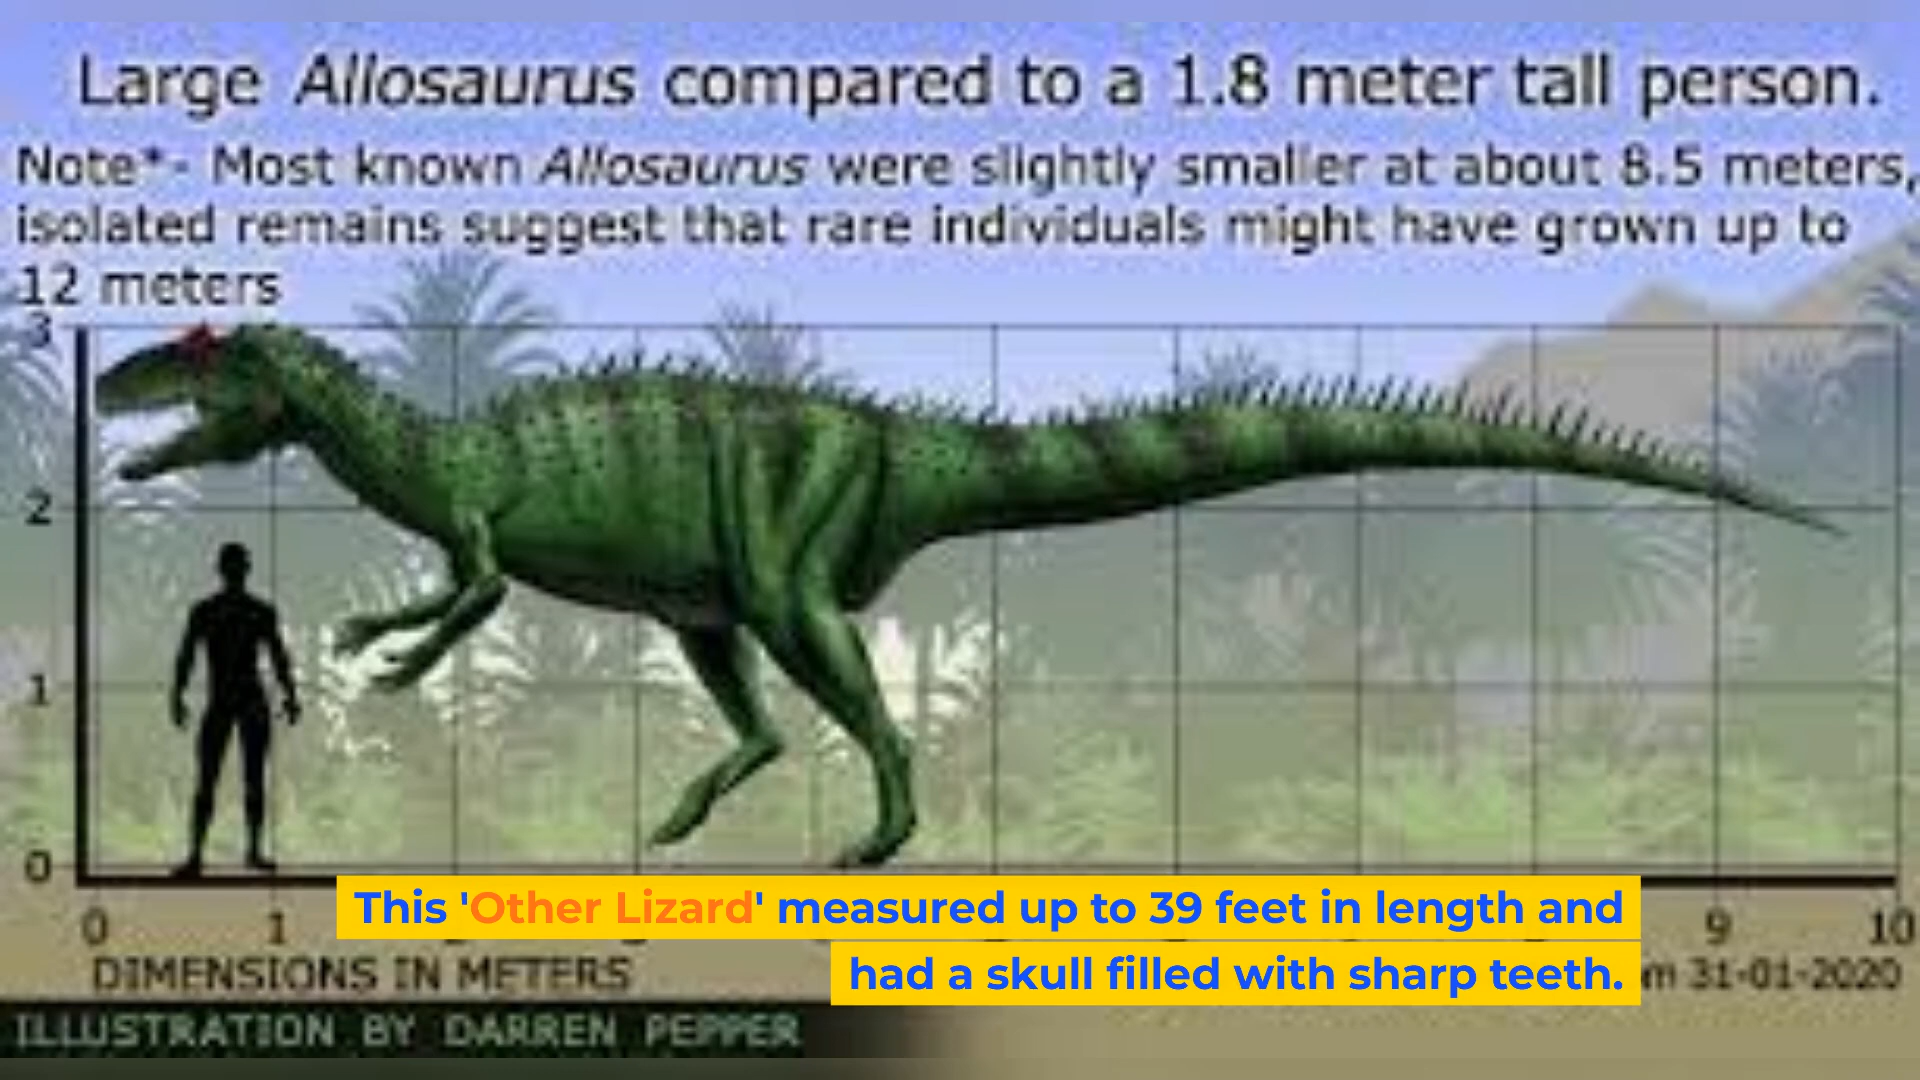 Large Allosaurus compared to a 1.8 meter tall person.
Note*- Most known Allosaurus were slightly smaller at about 8.5 meters,
isolated remains suggest that rare individuals might have grown up to
12 meters
3
2
1
0
0 1 9 10
This 'Other Lizard' measured up to 39 feet in length and
had a skull filled with sharp teeth.
DIMENSIONS IN METERS 31-01-2020
ILLUSTRATION BY DARREN PEPPER